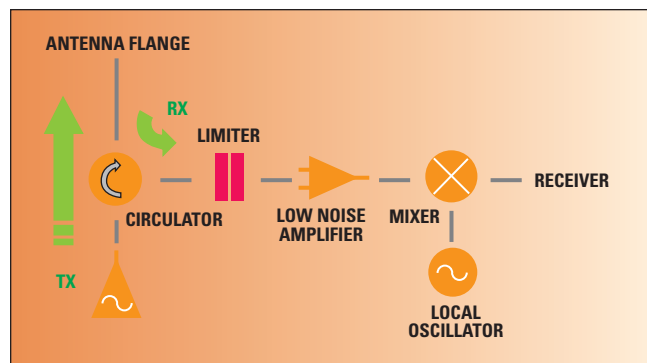 ANTENNA FLANGE
RX
LIMITER
RECEIVER
CIRCULATOR
LOW NOISE
AMPLIFIER
MIXER
TX
LOCAL
OSCILLATOR